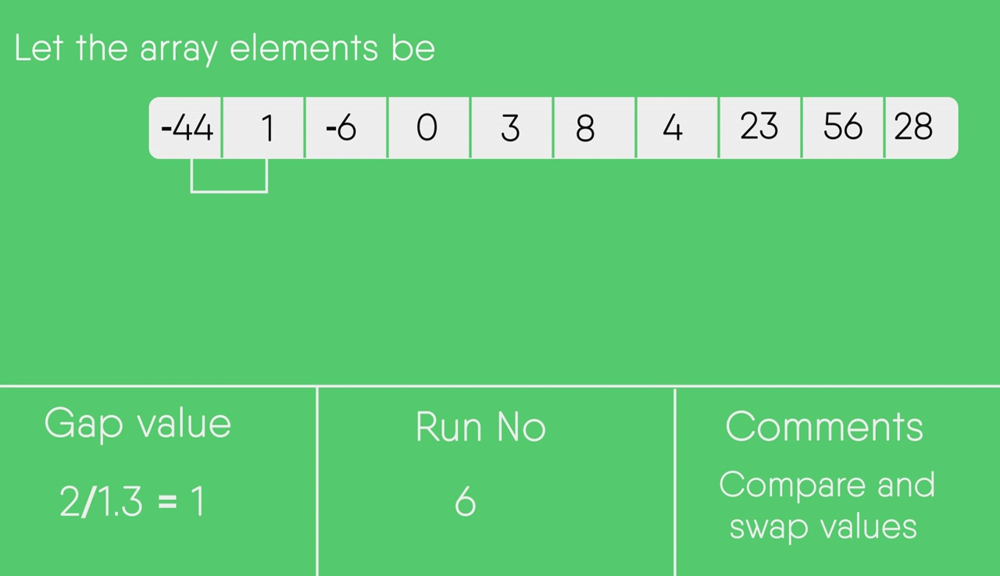 Let the array elements be
-44 1 -6 0 3 8 4 23 56 28
Gap value
2/1.3 = 1
Run No
6
Comments
Compare and
swap values